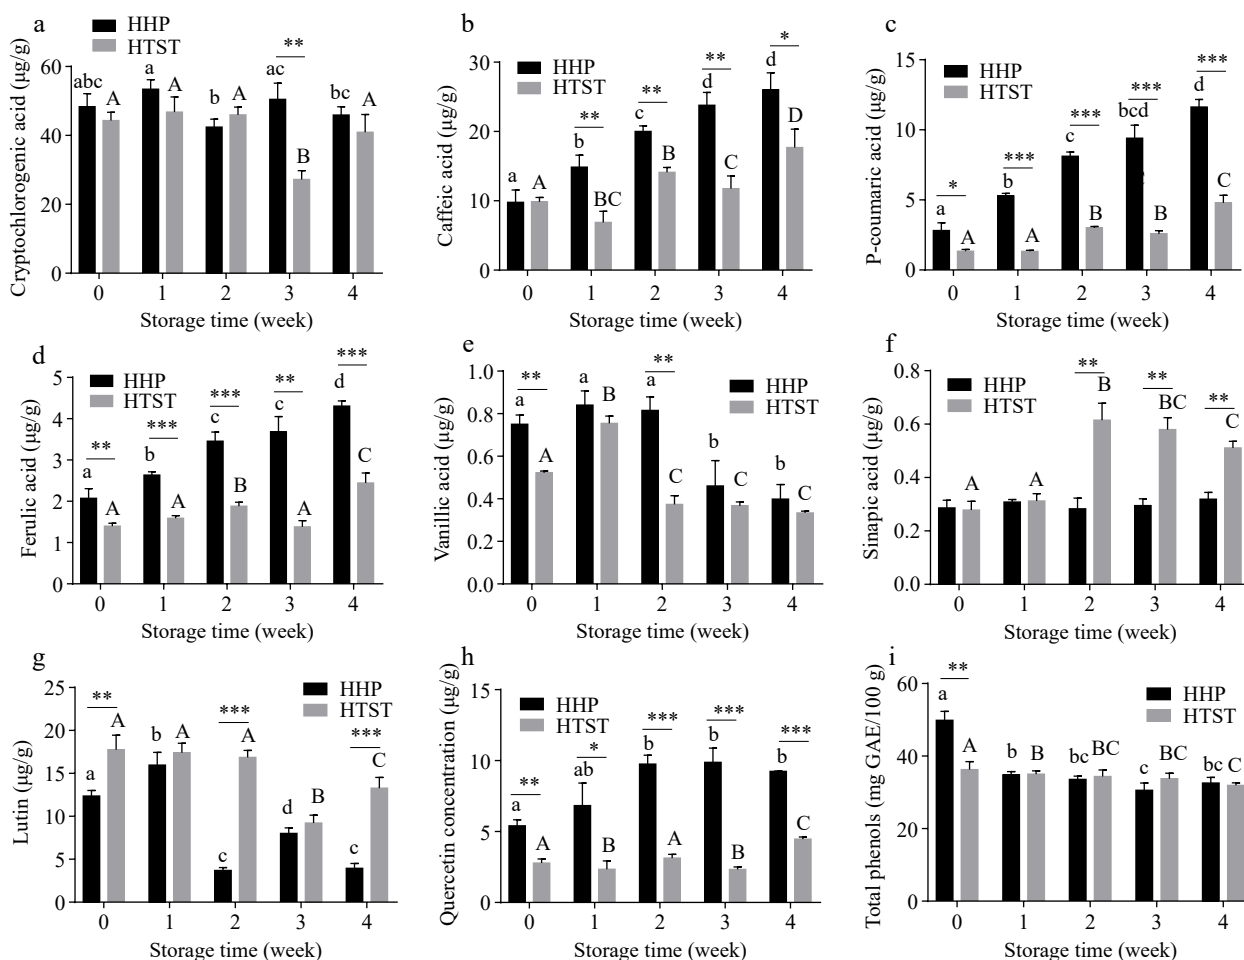 a
HHP
HTST
Cryptochlorogenic acid (μg/g)
60
40
20
0
abc A a A b A ac B bc A
**
0 1 2 3 4
Storage time (week)
b
HHP
HTST
Caffeic acid (μg/g)
30
20
10
0
a A b BC c B d C d D
** ** ** *
0 1 2 3 4
Storage time (week)
c
HHP
HTST
P-coumaric acid (μg/g)
15
10
5
0
a A b A c B bcd B d C
* *** *** *** ***
0 1 2 3 4
Storage time (week)
d
HHP
HTST
Ferulic acid (μg/g)
5
4
3
2
1
0
a A b A c B c A d C
** *** *** ** ***
0 1 2 3 4
Storage time (week)
e
HHP
HTST
Vanillic acid (μg/g)
1.0
0.8
0.6
0.4
0.2
0.0
a A a B a C b C b C
** **
0 1 2 3 4
Storage time (week)
f
HHP
HTST
Sinapic acid (μg/g)
0.8
0.6
0.4
0.2
0.0
A A B BC C
** ** **
0 1 2 3 4
Storage time (week)
g
HHP
HTST
Lutin (μg/g)
25
20
15
10
5
0
a A b A c A d B c C
** *** ***
0 1 2 3 4
Storage time (week)
h
HHP
HTST
Quercetin concentration (μg/g)
15
10
5
0
a A ab B b A b B b C
** * *** *** ***
0 1 2 3 4
Storage time (week)
i
HHP
HTST
Total phenols (mg GAE/100 g)
60
40
20
0
a A b B bc BC c BC bc C
**
0 1 2 3 4
Storage time (week)